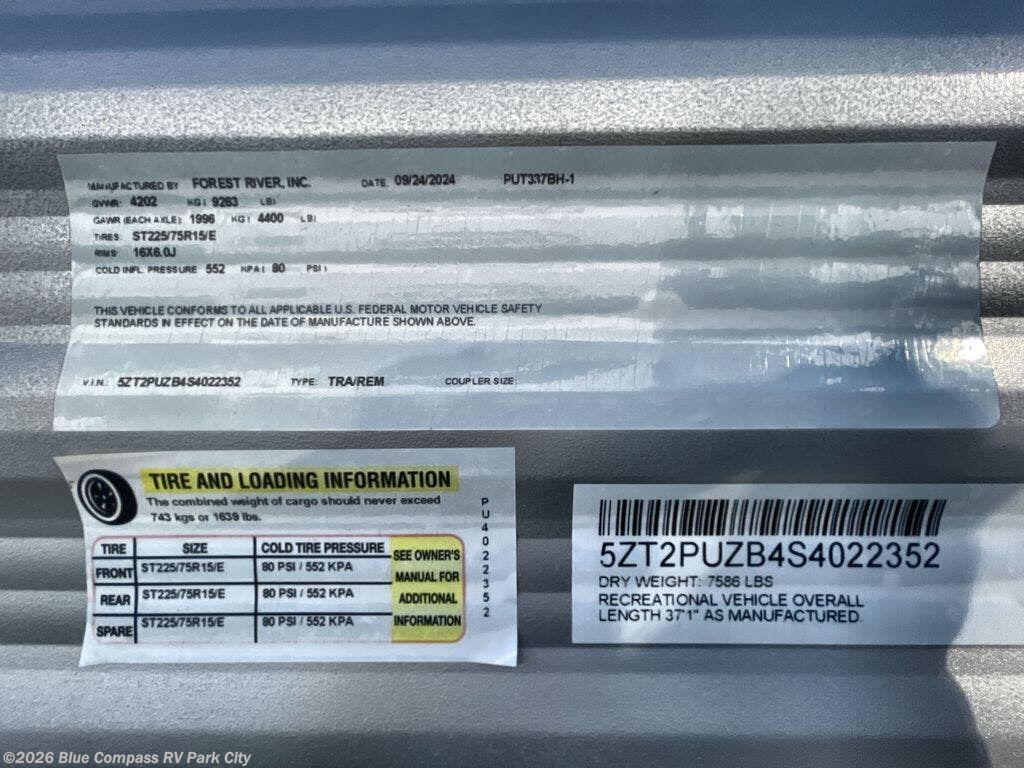 MANUFACTURED BY FOREST RIVER, INC. DATE: 09/24/2024 PUT337BH-1
GVWR: 4202 KG ( 9263 LB)
GAWR (EACH AXLE): 1996 KG ( 4400 LB)
TIRES: ST225/75R15/E
RIMS: 16X6.0J
COLD INFL. PRESSURE 552 KPA ( 80 PSI )
THIS VEHICLE CONFORMS TO ALL APPLICABLE U.S. FEDERAL MOTOR VEHICLE SAFETY
STANDARDS IN EFFECT ON THE DATE OF MANUFACTURE SHOWN ABOVE.
V.I.N.: 5ZT2PUZB4S4022352 TYPE: TRA/REM COUPLER SIZE:
TIRE AND LOADING INFORMATION
The combined weight of cargo should never exceed
743 kgs or 1639 lbs.
TIRE SIZE COLD TIRE PRESSURE SEE OWNER'S MANUAL FOR ADDITIONAL INFORMATION
FRONT ST225/75R15/E 80 PSI / 552 KPA
REAR ST225/75R15/E 80 PSI / 552 KPA
SPARE ST225/75R15/E 80 PSI / 552 KPA
PU4022352
5ZT2PUZB4S4022352
DRY WEIGHT: 7586 LBS
RECREATIONAL VEHICLE OVERALL
LENGTH 37'1" AS MANUFACTURED.
©2026 Blue Compass RV Park City